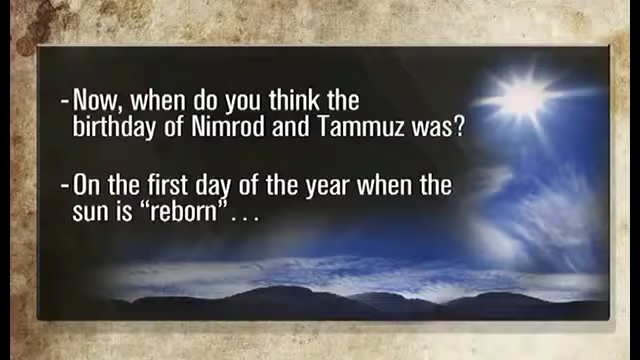 -Now, when do you think the
birthday of Nimrod and Tammuz was?
-On the first day of the year when the
sun is “reborn”...